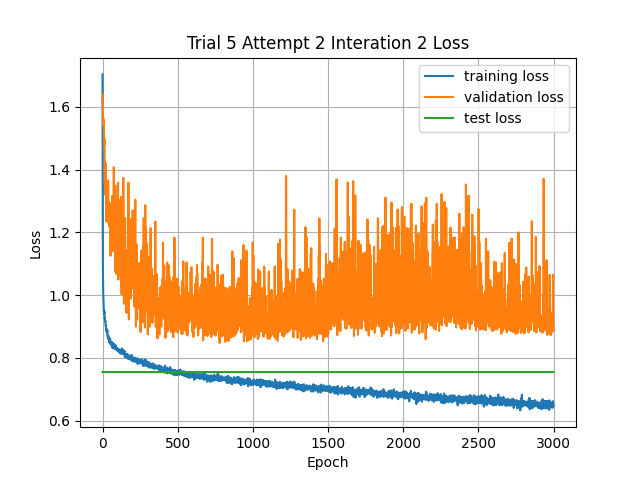 Trial 5 Attempt 2 Interation 2 Loss
training loss
validation loss
test loss
Loss
1.6
1.4
1.2
1.0
0.8
0.6
0 500 1000 1500 2000 2500 3000
Epoch